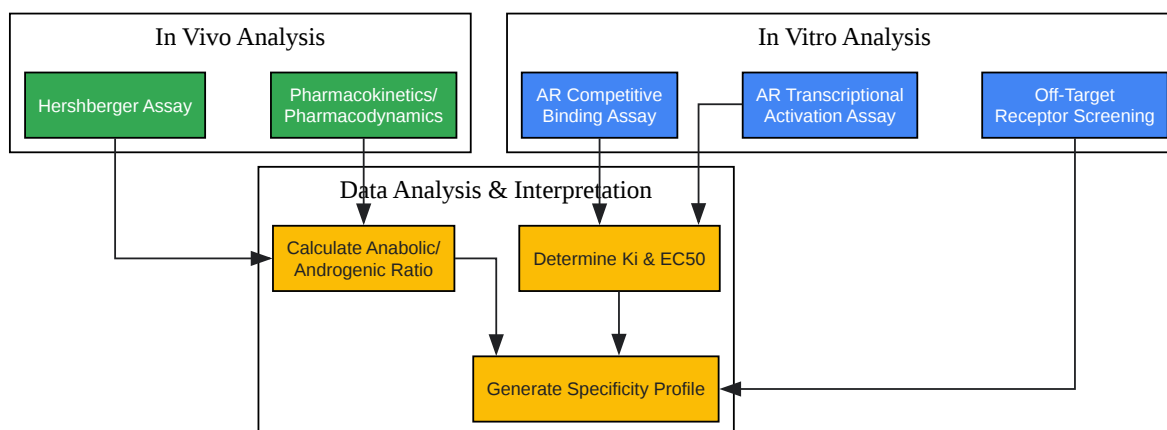 In Vivo Analysis
Hershberger Assay
Pharmacokinetics/
Pharmacodynamics
In Vitro Analysis
AR Competitive
Binding Assay
AR Transcriptional
Activation Assay
Off-Target
Receptor Screening
Data Analysis & Interpretation
Calculate Anabolic/
Androgenic Ratio
Determine Ki & EC50
Generate Specificity Profile